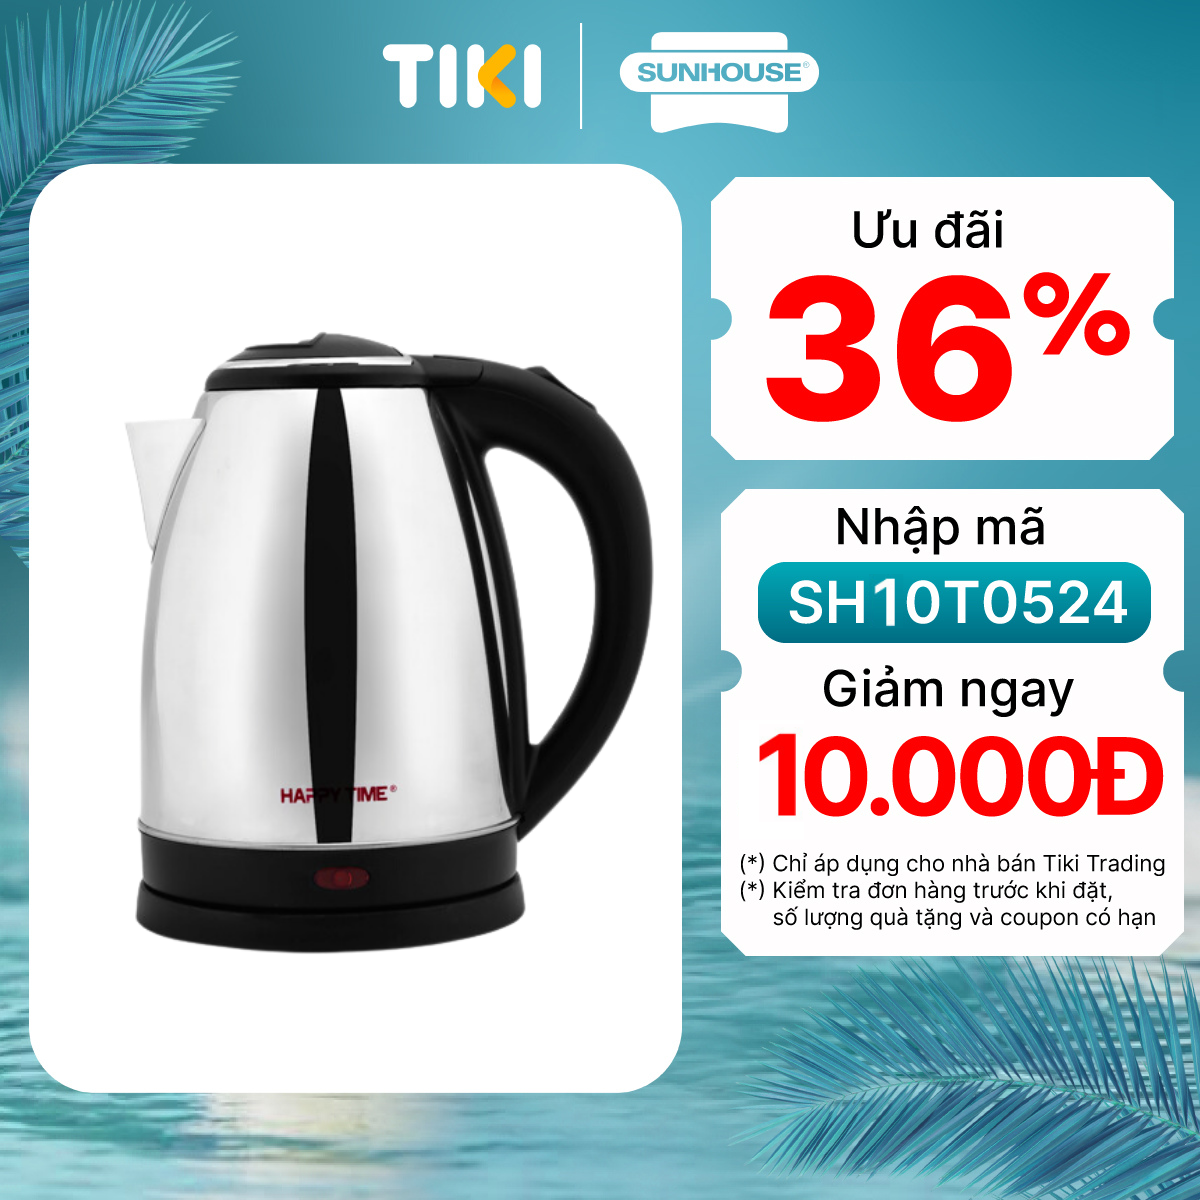 TIKI
SUNHOUSE®
Ưu đãi
36%
Nhập mã
SH10T0524
Giảm ngay
10.000Đ
(*) Chỉ áp dụng cho nhà bán Tiki Trading
(*) Kiểm tra đơn hàng trước khi đặt,
số lượng quà tặng và coupon có hạn
HAPPY TIME®